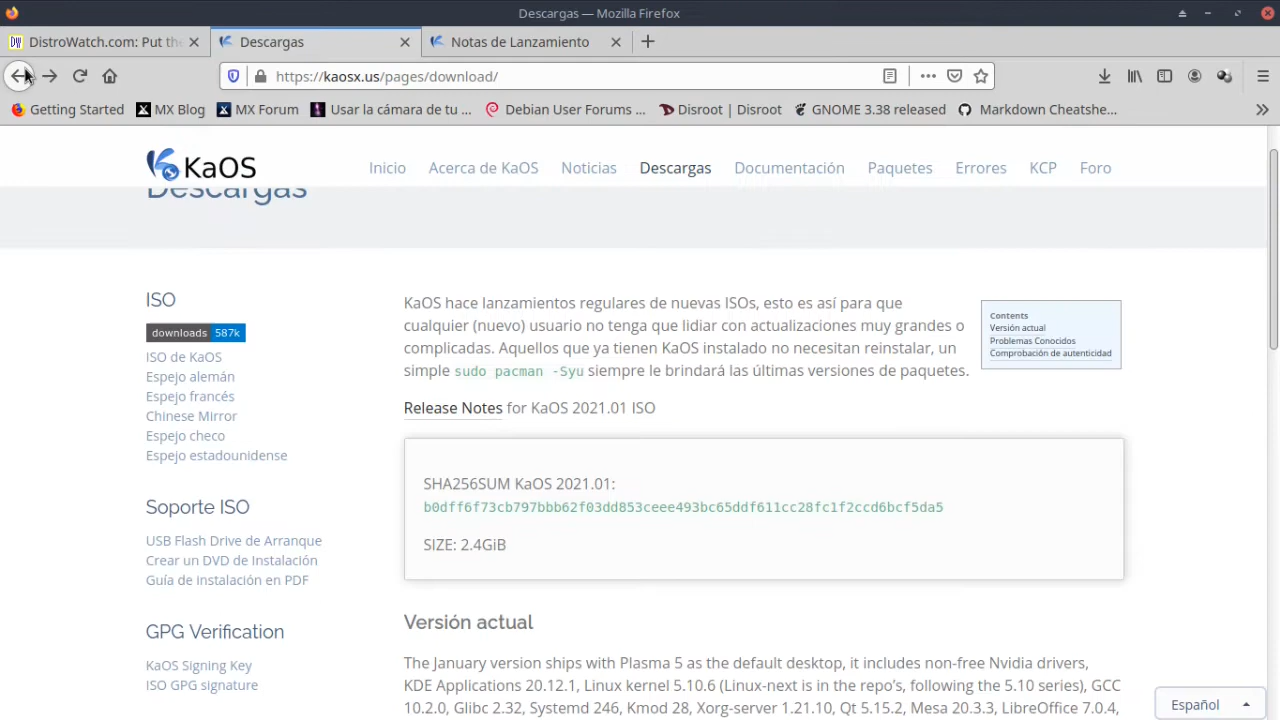 Descargas — Mozilla Firefox
DW DistroWatch.com: Put the
Descargas
Notas de Lanzamiento
https://kaosx.us/pages/download/
Getting Started
MX Blog
MX Forum
Usar la cámara de tu ...
Debian User Forums ...
Disroot | Disroot
GNOME 3.38 released
Markdown Cheatshe...
KaOS
Inicio
Acerca de KaOS
Noticias
Descargas
Documentación
Paquetes
Errores
KCP
Foro
Descargas
ISO
downloads 587k
ISO de KaOS
Espejo alemán
Espejo francés
Chinese Mirror
Espejo checo
Espejo estadounidense
Soporte ISO
USB Flash Drive de Arranque
Crear un DVD de Instalación
Guía de instalación en PDF
GPG Verification
KaOS Signing Key
ISO GPG signature
KaOS hace lanzamientos regulares de nuevas ISOs, esto es así para que
cualquier (nuevo) usuario no tenga que lidiar con actualizaciones muy grandes o
complicadas. Aquellos que ya tienen KaOS instalado no necesitan reinstalar, un
simple sudo pacman -Syu siempre le brindará las últimas versiones de paquetes.
Contents
Versión actual
Problemas Conocidos
Comprobación de autenticidad
Release Notes for KaOS 2021.01 ISO
SHA256SUM KaOS 2021.01:
b0dff6f73cb797bbb62f03dd853ceee493bc65ddf611cc28fc1f2ccd6bcf5da5
SIZE: 2.4GiB
Versión actual
The January version ships with Plasma 5 as the default desktop, it includes non-free Nvidia drivers,
KDE Applications 20.12.1, Linux kernel 5.10.6 (Linux-next is in the repo’s, following the 5.10 series), GCC
10.2.0, Glibc 2.32, Systemd 246, Kmod 28, Xorg-server 1.21.10, Qt 5.15.2, Mesa 20.3.3, LibreOffice 7.0.4,
Español